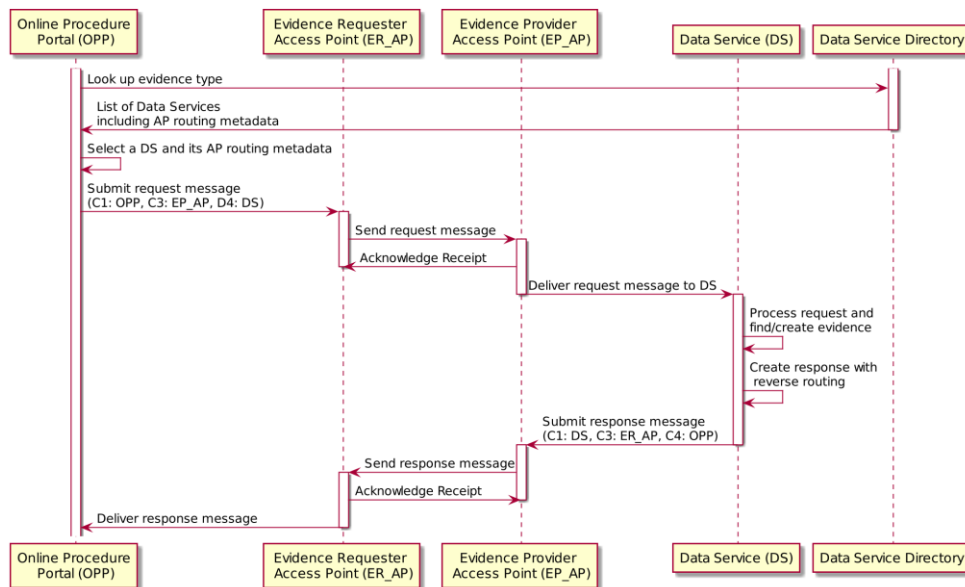 Online Procedure
Portal (OPP)
Evidence Requester
Access Point (ER_AP)
Evidence Provider
Access Point (EP_AP)
Data Service (DS)
Data Service Directory
Look up evidence type
List of Data Services
including AP routing metadata
Select a DS and its AP routing metadata
Submit request message
(C1: OPP, C3: EP_AP, D4: DS)
Send request message
Acknowledge Receipt
Deliver request message to DS
Process request and
find/create evidence
Create response with
reverse routing
Submit response message
(C1: DS, C3: ER_AP, C4: OPP)
Send response message
Acknowledge Receipt
Deliver response message
Online Procedure
Portal (OPP)
Evidence Requester
Access Point (ER_AP)
Evidence Provider
Access Point (EP_AP)
Data Service (DS)
Data Service Directory